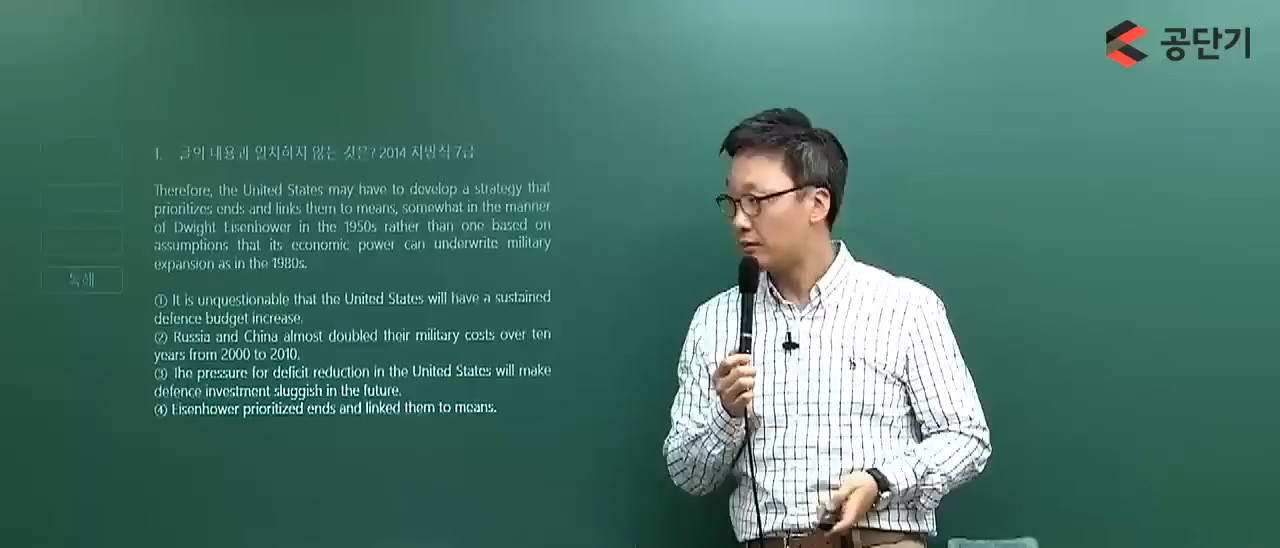 공단기
1. 글의 내용과 일치하지 않는 것은? 2014 지방직 7급
Therefore, the United States may have to develop a strategy that
prioritizes ends and links them to means, somewhat in the manner
of Dwight Eisenhower in the 1950s rather than one based on
assumptions that its economic power can underwrite military
expansion as in the 1980s.
독해
① It is unquestionable that the United States will have a sustained
defence budget increase.
② Russia and China almost doubled their military costs over ten
years from 2000 to 2010.
③ The pressure for deficit reduction in the United States will make
defence investment sluggish in the future.
④ Eisenhower prioritized ends and linked them to means.